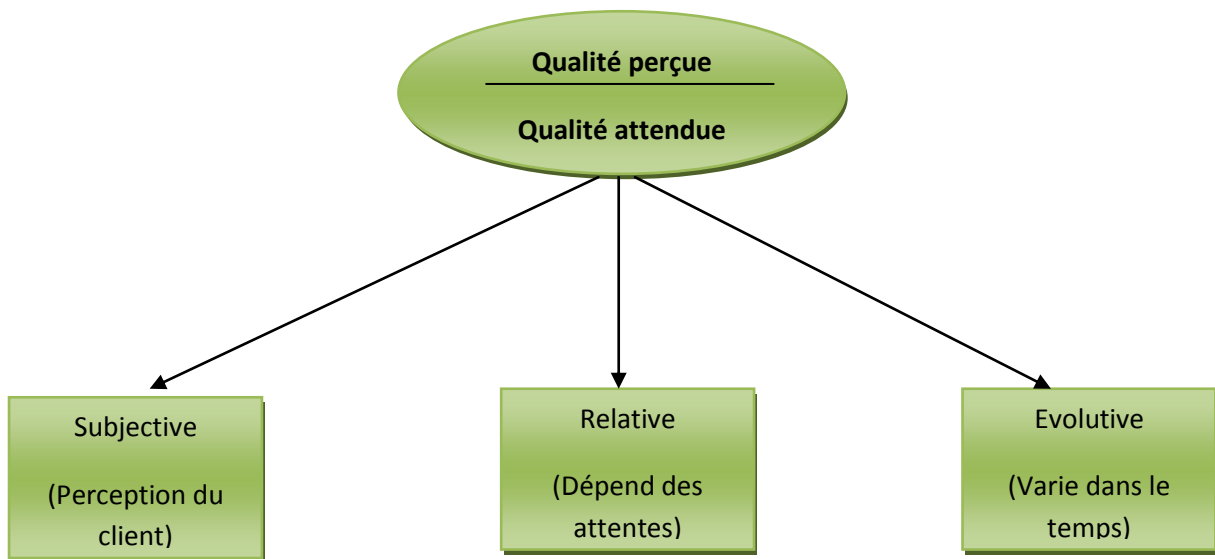 Qualité perçue
Qualité attendue
Subjective
(Perception du
client)
Relative
(Dépend des
attentes)
Evolutive
(Varie dans le
temps)